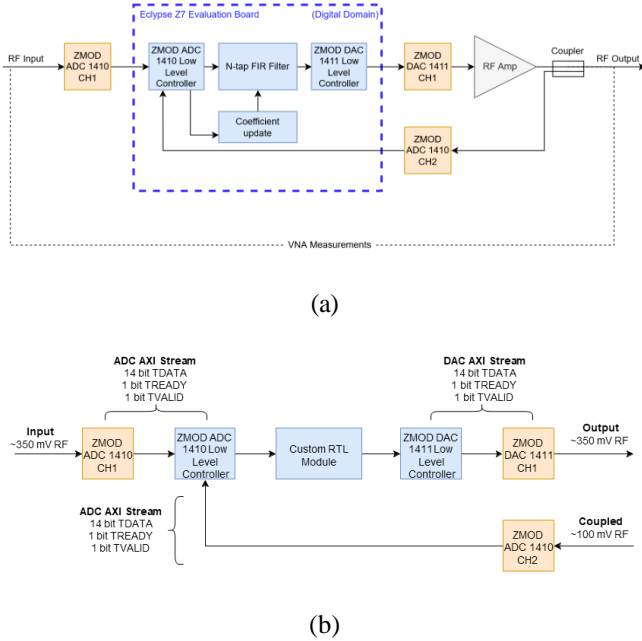 Eclypse Z7 Evaluation Board
(Digital Domain)
RF Input
ZMOD
ADC 1410
CH1
ZMOD ADC
1410 Low
Level
Controller
N-tap FIR Filter
ZMOD DAC
1411 Low
Level
Controller
ZMOD
DAC 1411
CH1
RF Amp
Coupler
RF Output
Coefficient
update
ZMOD
ADC 1410
CH2
VNA Measurements
(a)
ADC AXI Stream
14 bit TDATA
1 bit TREADY
1 bit TVALID
DAC AXI Stream
14 bit TDATA
1 bit TREADY
1 bit TVALID
Input
~350 mV RF
ZMOD
ADC 1410
CH1
ZMOD ADC
1410 Low
Level
Controller
Custom RTL
Module
ZMOD DAC
1411Low
Level
Controller
ZMOD
DAC 1411
CH1
Output
~350 mV RF
ADC AXI Stream
14 bit TDATA
1 bit TREADY
1 bit TVALID
ZMOD
ADC 1410
CH2
Coupled
~100 mV RF
(b)